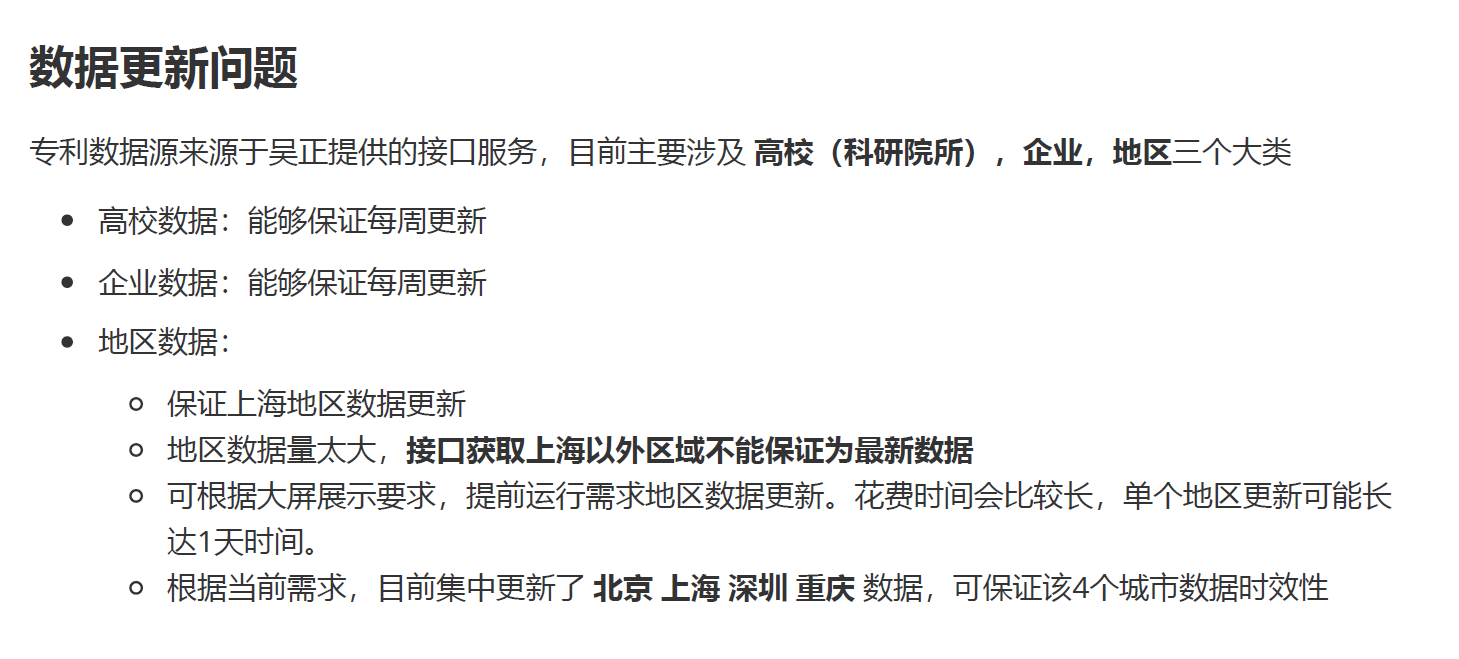 数据更新问题
专利数据源来源于吴正提供的接口服务，目前主要涉及 高校（科研院所），企业，地区三个大类
高校数据：能够保证每周更新
企业数据：能够保证每周更新
地区数据：
保证上海地区数据更新
地区数据量太大，接口获取上海以外区域不能保证为最新数据
可根据大屏展示要求，提前运行需求地区数据更新。花费时间会比较长，单个地区更新可能长
达1天时间。
根据当前需求，目前集中更新了 北京 上海 深圳 重庆 数据，可保证该4个城市数据时效性